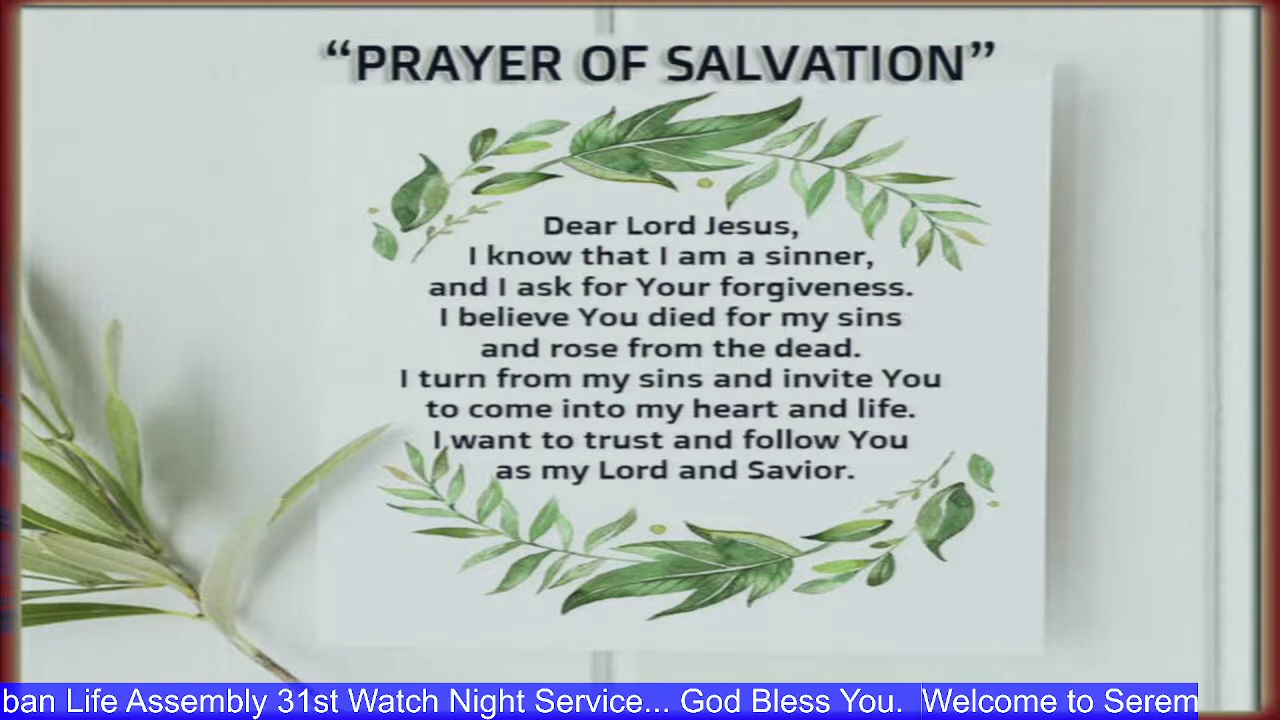 “PRAYER OF SALVATION”
Dear Lord Jesus,
I know that I am a sinner,
and I ask for Your forgiveness.
I believe You died for my sins
and rose from the dead.
I turn from my sins and invite You
to come into my heart and life.
I want to trust and follow You
as my Lord and Savior.
ban Life Assembly 31st Watch Night Service... God Bless You. Welcome to Serem